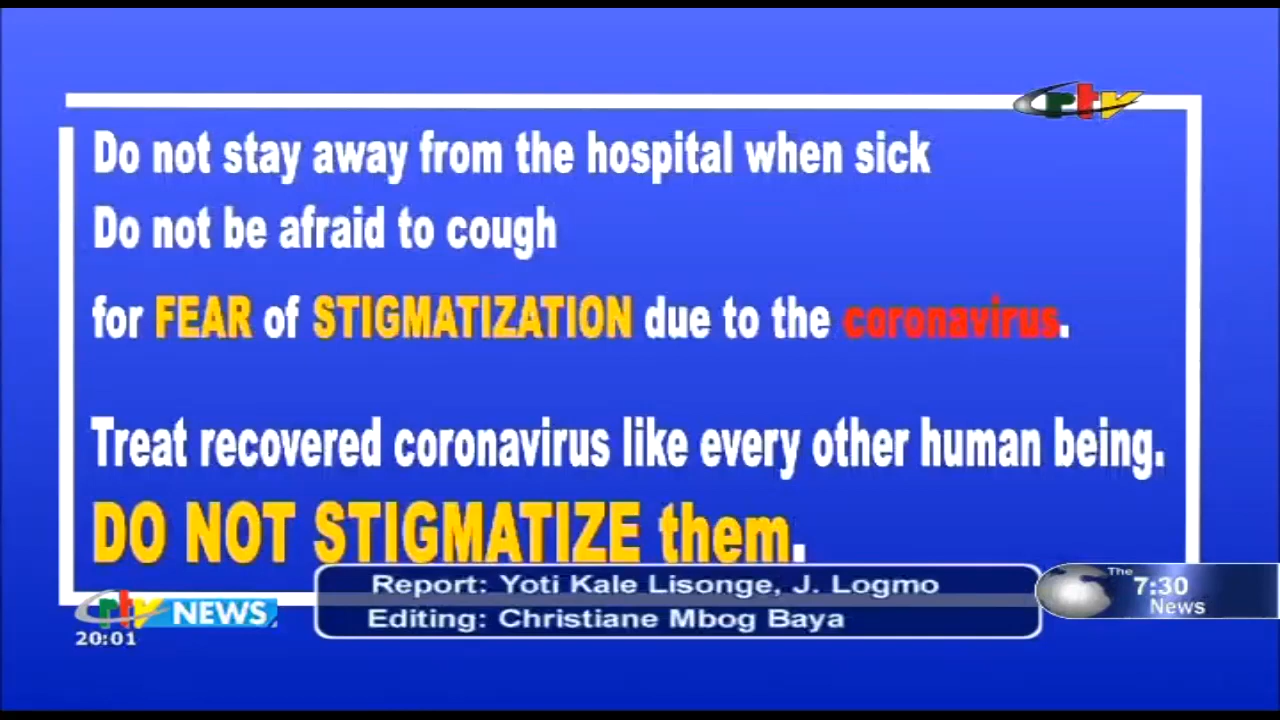 crtv
Do not stay away from the hospital when sick
Do not be afraid to cough
for FEAR of STIGMATIZATION due to the coronavirus.
Treat recovered coronavirus like every other human being.
DO NOT STIGMATIZE them.
Report: Yoti Kale Lisonge, J. Logmo
Editing: Christiane Mbog Baya
crtv NEWS
20:01
The
7:30
News